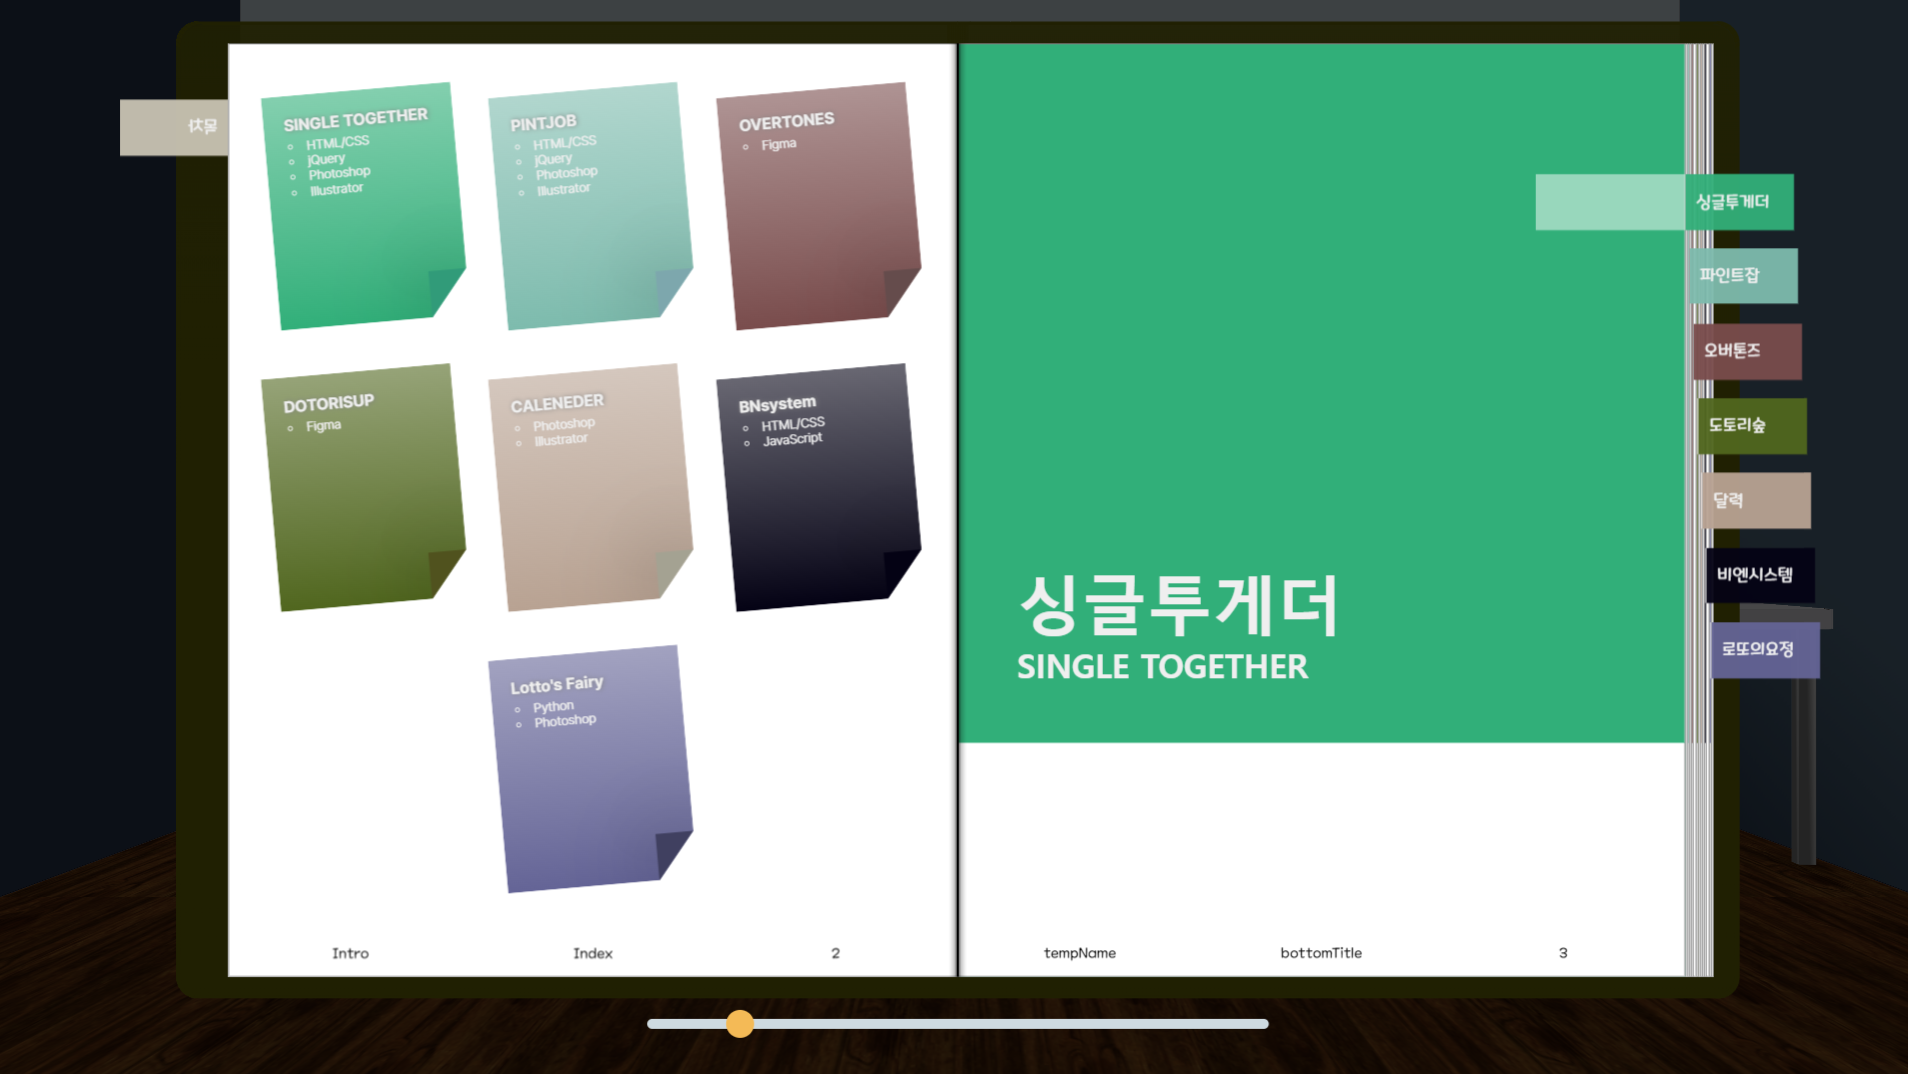 목차
SINGLE TOGETHER
HTML/CSS
jQuery
Photoshop
Illustrator
PINTJOB
HTML/CSS
jQuery
Photoshop
Illustrator
OVERTONES
Figma
DOTORISUP
Figma
CALENEDER
Photoshop
Illustrator
BNsystem
HTML/CSS
JavaScript
Lotto's Fairy
Python
Photoshop
Intro
Index
2
싱글투게더
SINGLE TOGETHER
tempName
bottomTitle
3
싱글투게더
파인트잡
오버톤즈
도토리숲
달력
비엔시스템
로또의요정